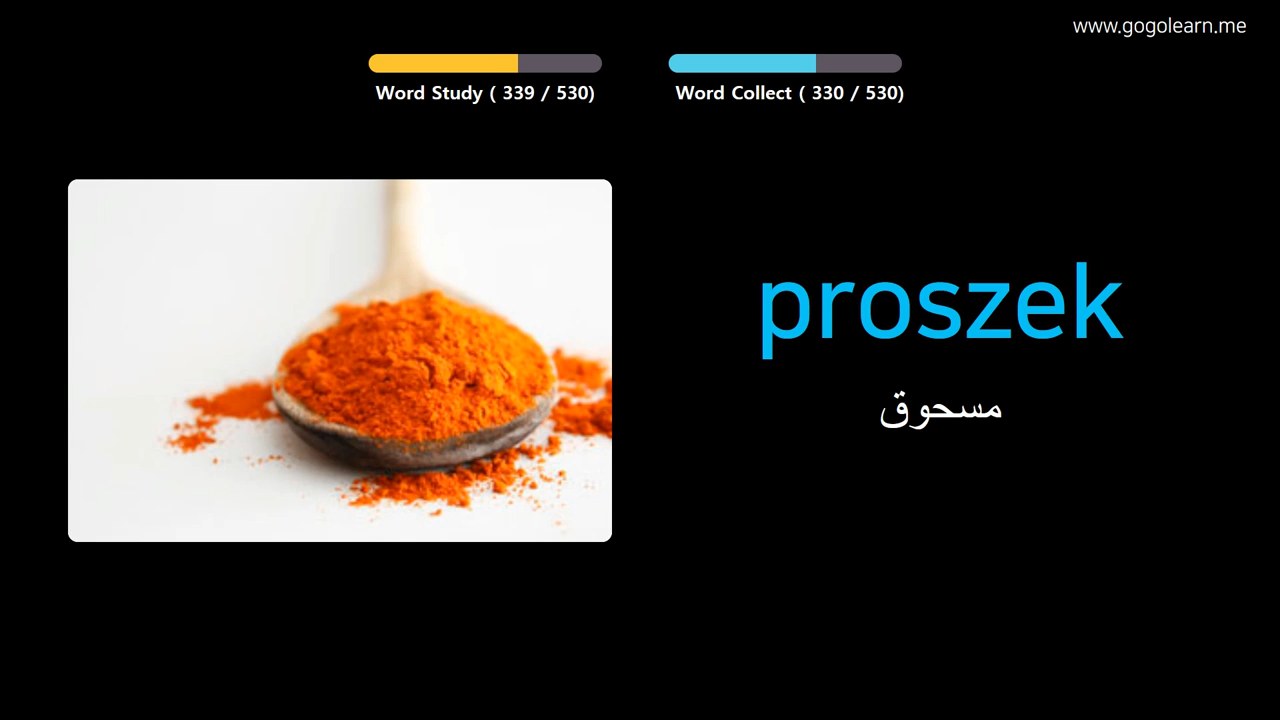 www.gogolearn.me
Word Study ( 339 / 530)
Word Collect ( 330 / 530)
proszek
مسحوق